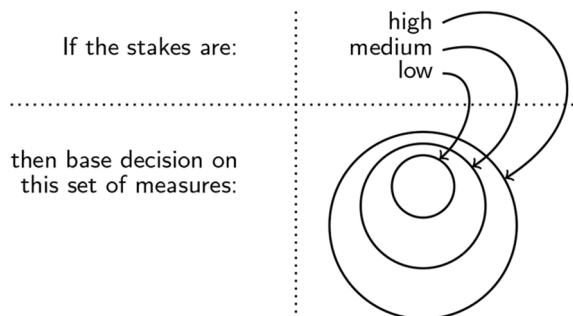 high
If the stakes are:
medium
low
then base decision on
this set of measures: